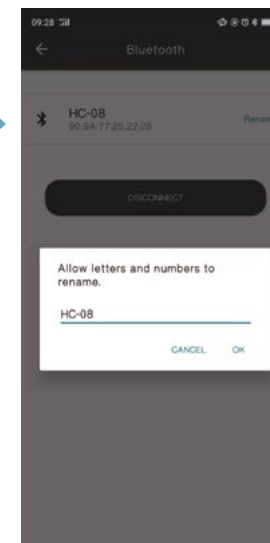 09:28
Bluetooth
HC-08
90:9A:77:25:22:28
DISCONNECT
Allow letters and numbers to
rename.
HC-08
CANCEL
OK